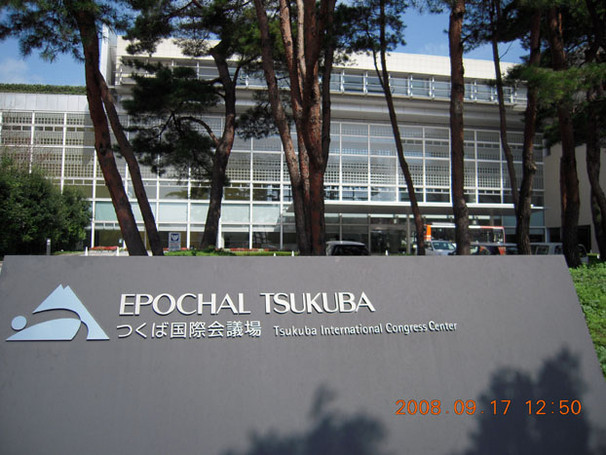 EPOCHAL TSUKUBA
つくば国際会議場 Tsukuba International Congress Center
2008.09.17 12:50